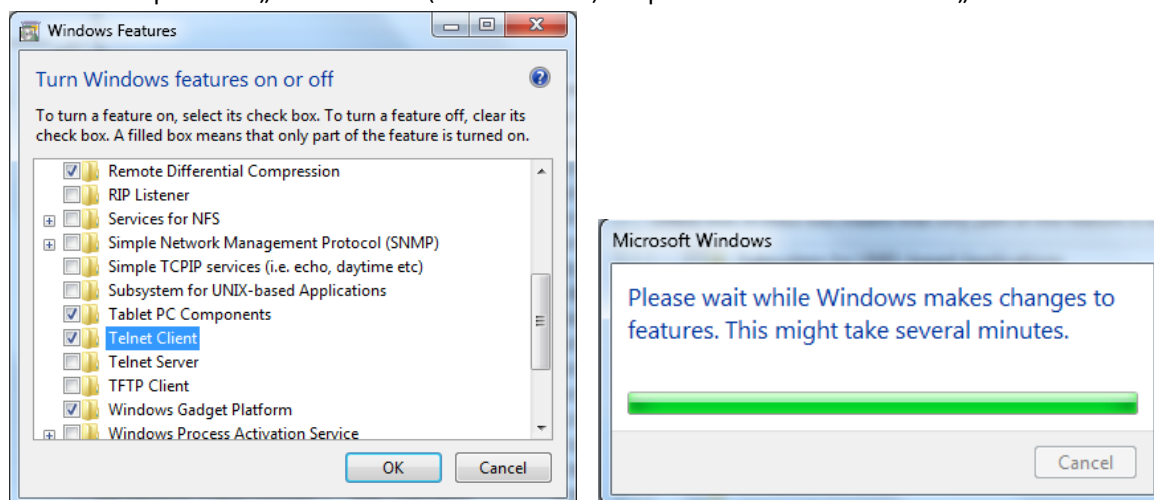 Windows Features
Turn Windows features on or off
To turn a feature on, select its check box. To turn a feature off, clear its
check box. A filled box means that only part of the feature is turned on.
Remote Differential Compression
RIP Listener
Services for NFS
Simple Network Management Protocol (SNMP)
Simple TCPIP services (i.e. echo, daytime etc)
Subsystem for UNIX-based Applications
Tablet PC Components
Telnet Client
Telnet Server
TFTP Client
Windows Gadget Platform
Windows Process Activation Service
OK Cancel
Microsoft Windows
Please wait while Windows makes changes to
features. This might take several minutes.
Cancel